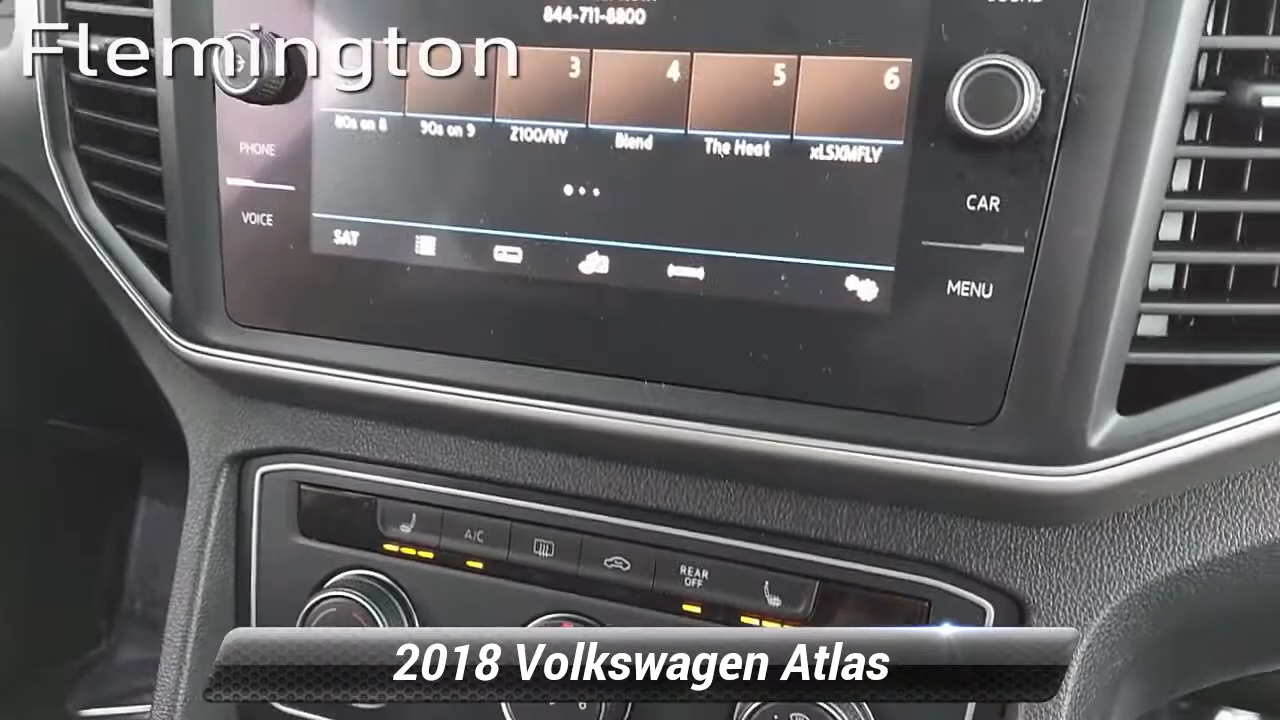 844-711-8800
Flemington
3 4 5 6
80s on 8 90s on 9 Z100/NY Blend The Heat xLSXMFLY
PHONE
VOICE
CAR
MENU
SAT
A/C
REAR
OFF
2018 Volkswagen Atlas